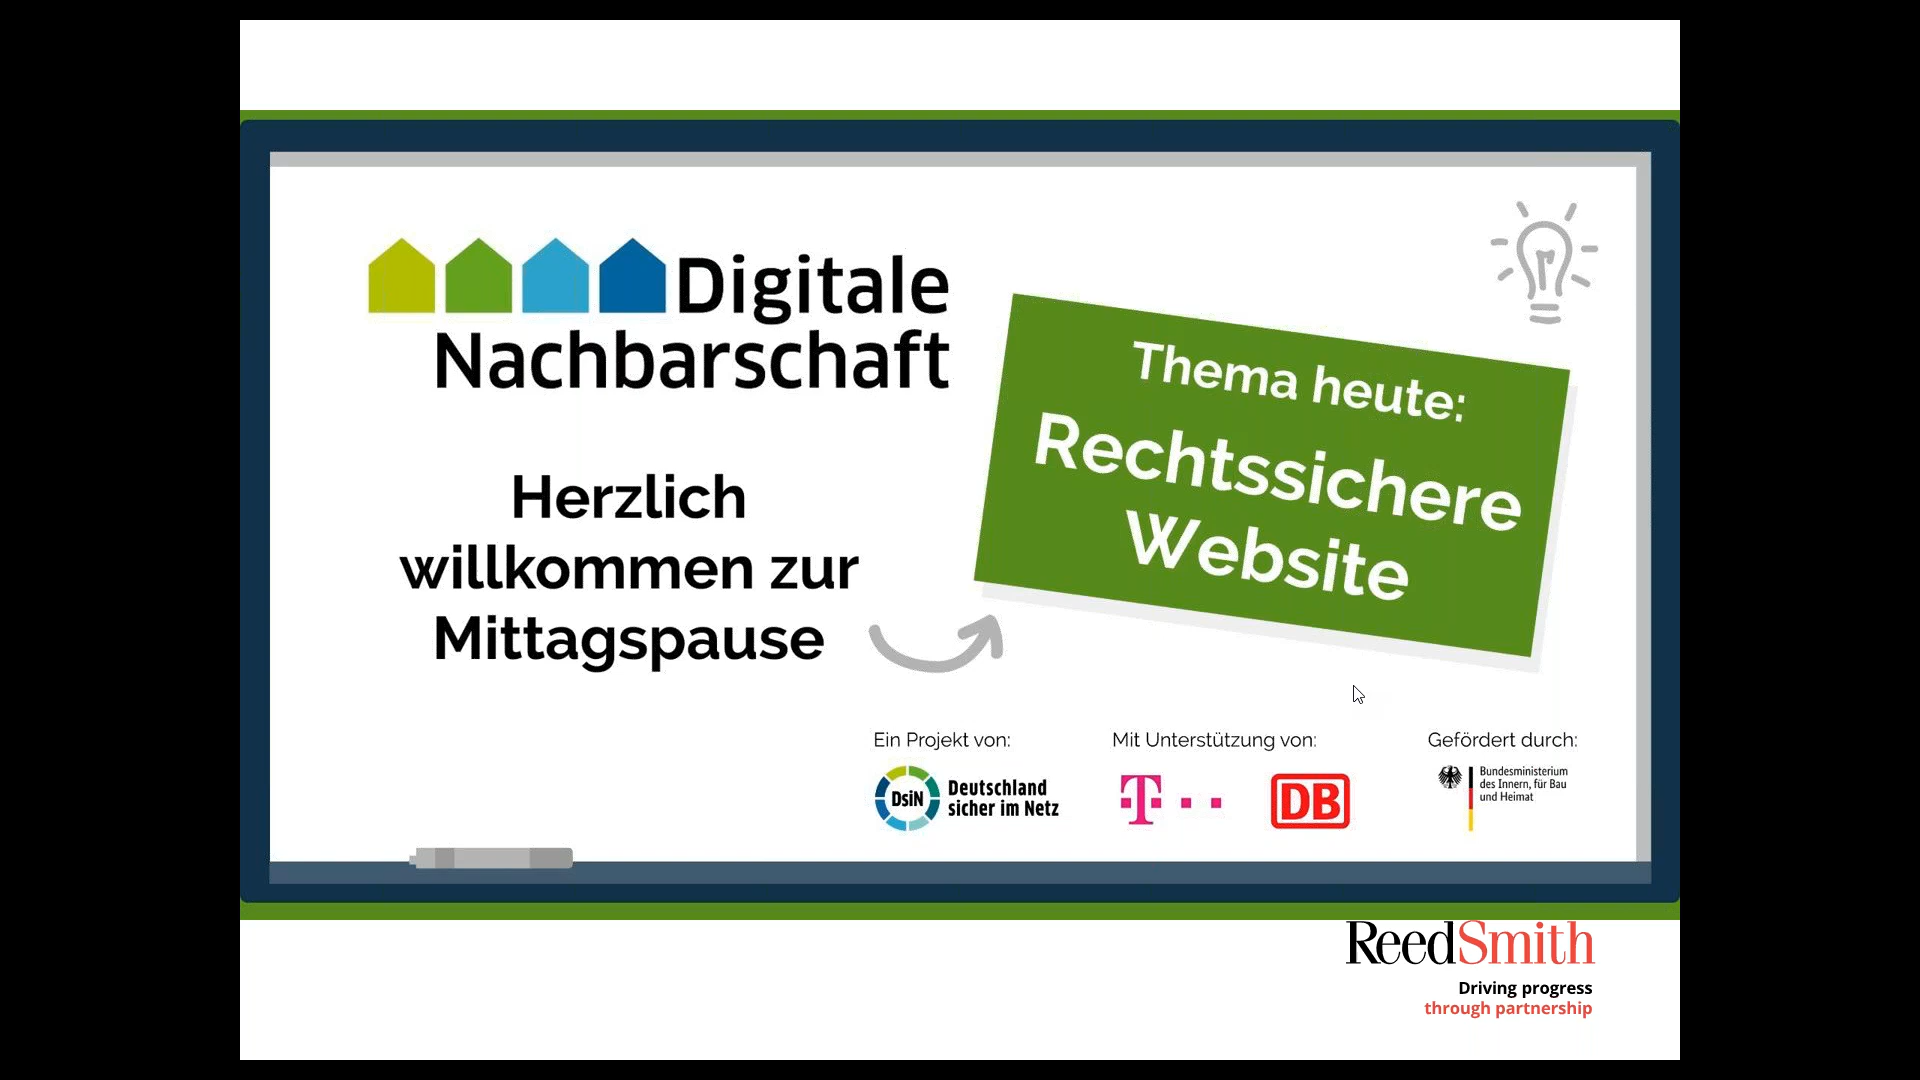 Digitale
Nachbarschaft
Herzlich
willkommen zur
Mittagspause
Thema heute:
Rechtssichere
Website
Ein Projekt von:
DsiN
Deutschland
sicher im Netz
Mit Unterstützung von:
T
DB
Gefördert durch:
Bundesministerium
des Innern, für Bau
und Heimat
ReedSmith
Driving progress
through partnership